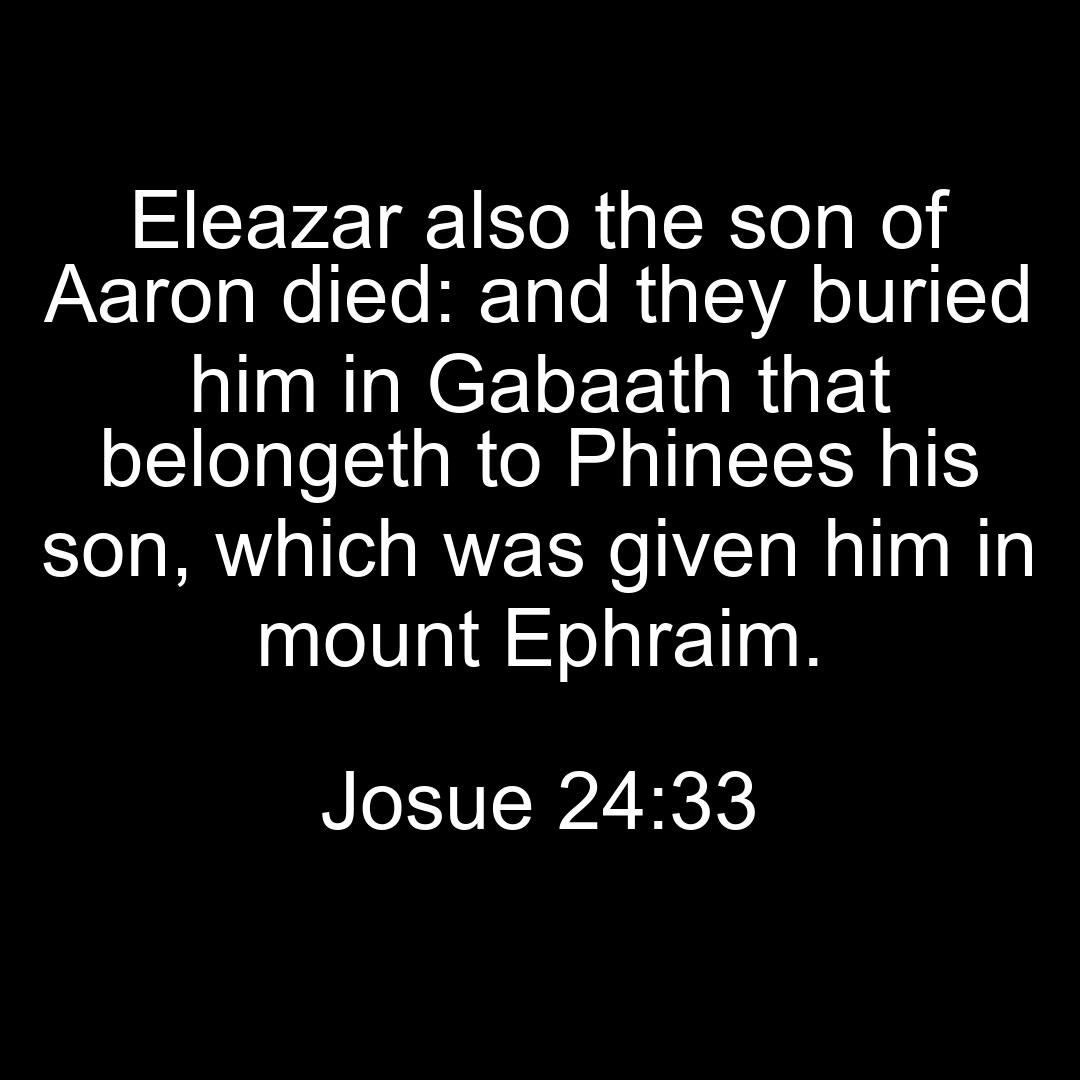 Eleazar also the son of
Aaron died: and they buried
him in Gabaath that
belongeth to Phinees his
son, which was given him in
mount Ephraim.
Josue 24:33